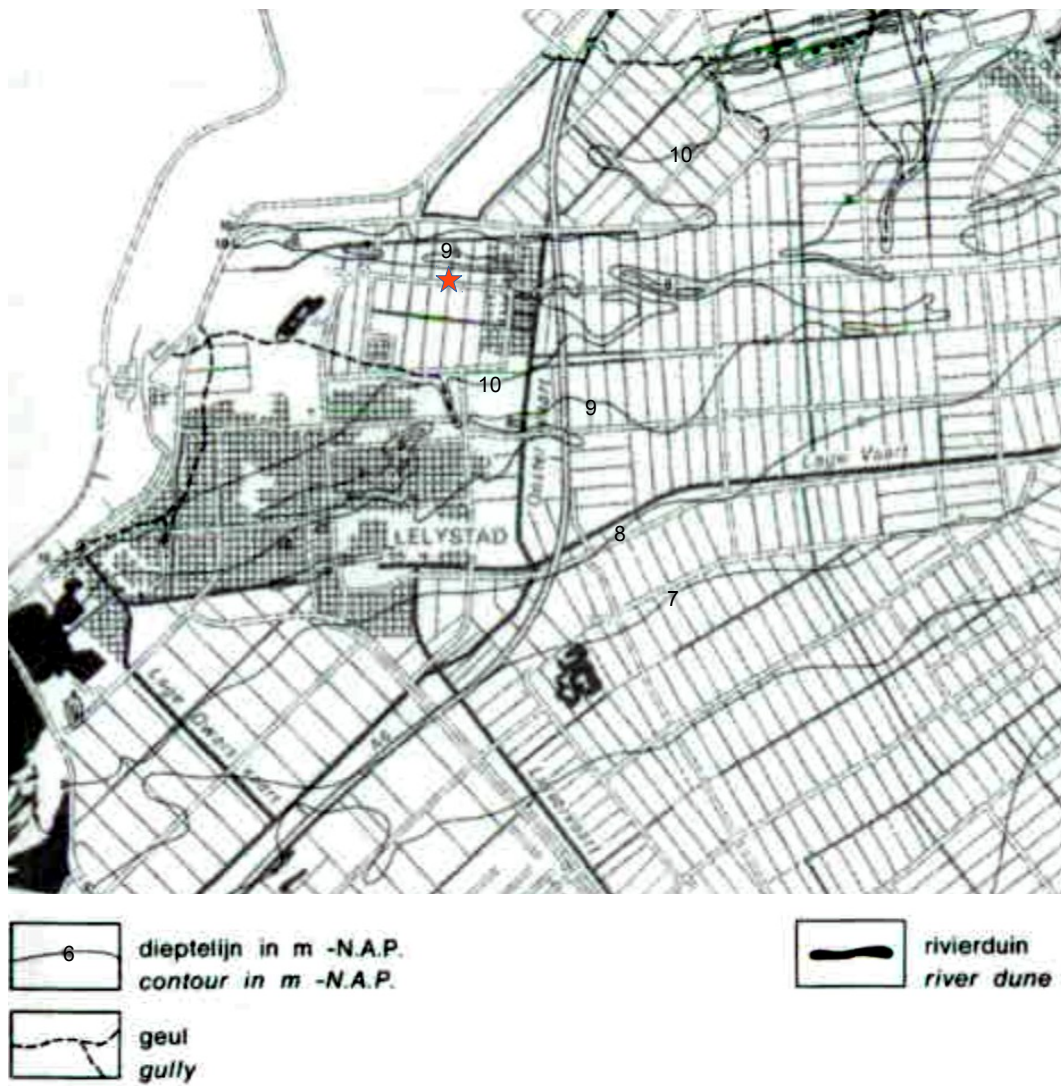 10
9
10
9
Lage Vaart
LELYSTAD
8
7
A6
6
dieptelijn in m -N.A.P.
contour in m -N.A.P.
rivierduin
river dune
geul
gully